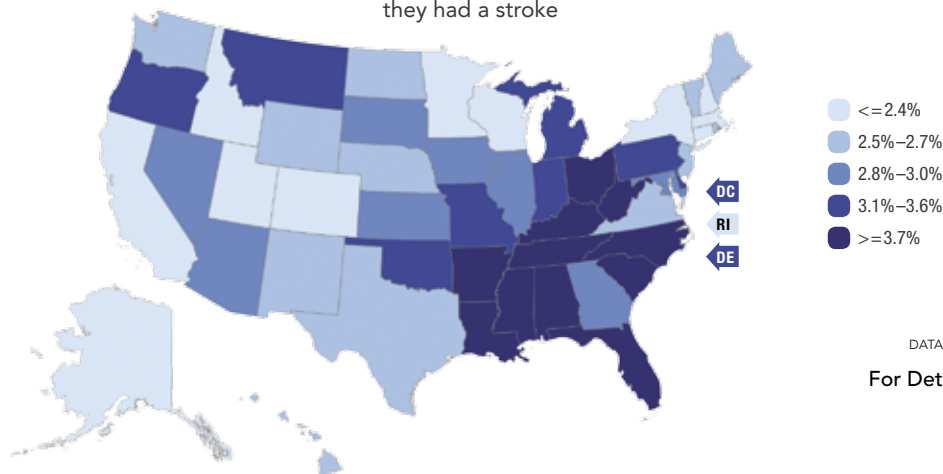 they had a stroke
<=2.4%
2.5%–2.7%
2.8%–3.0%
3.1%–3.6%
>=3.7%
DC
RI
DE
DATA
For Det